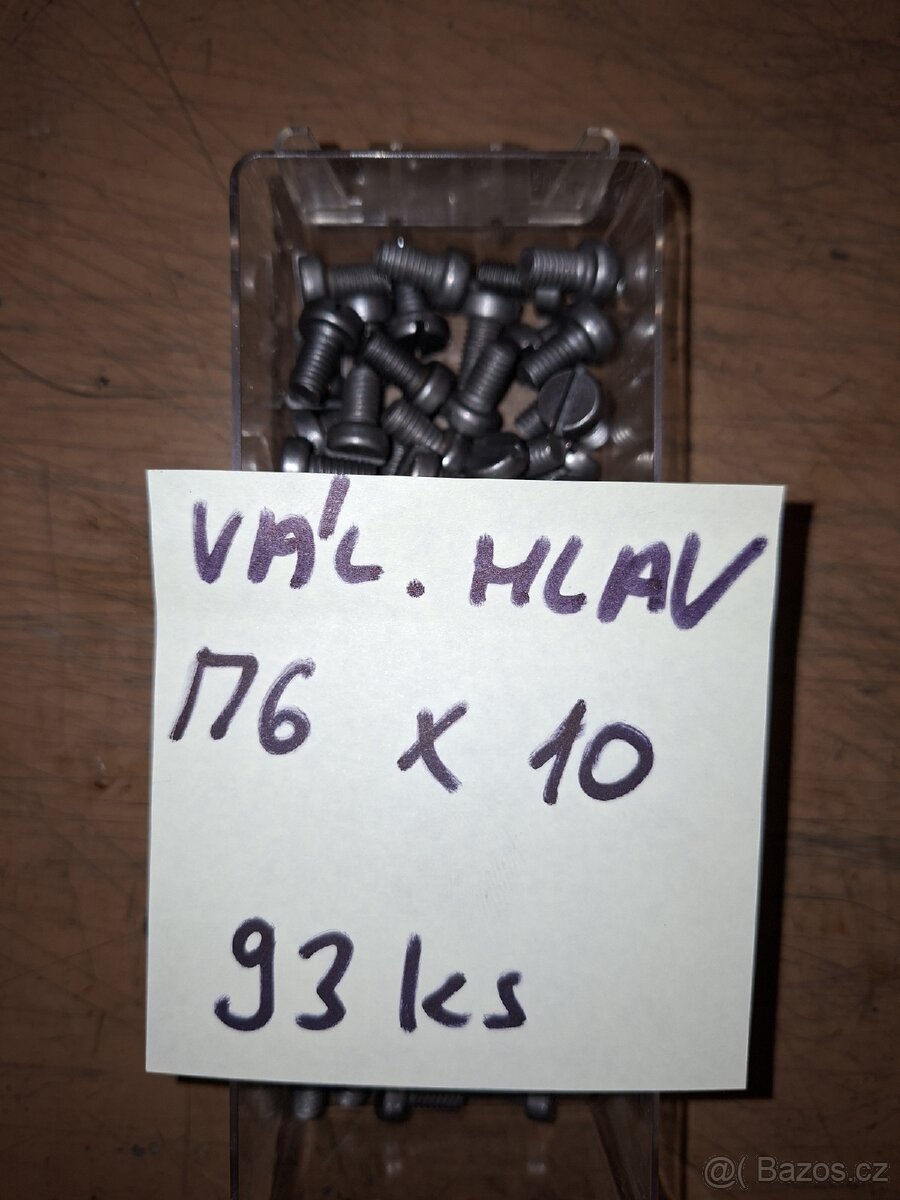 VÁL. HLAV
M6 x 10
93 ks
@( Bazos.cz